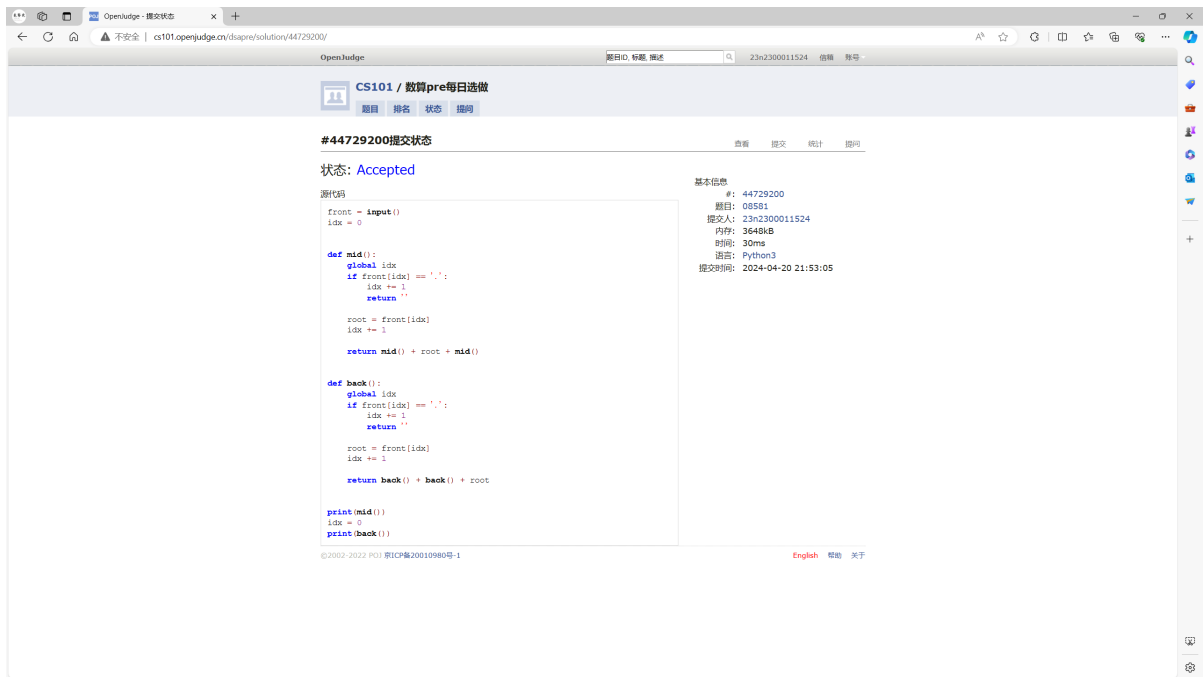 OpenJudge - 提交状态
不安全 | cs101.openjudge.cn/dsapre/solution/44729200/
OpenJudge 题目ID, 标题, 描述 23n2300011524 信箱 账号
CS101 / 数算pre每日选做
题目 排名 状态 提问
#44729200提交状态 查看 提交 统计 提问
状态: Accepted
源代码
front = input()
idx = 0
def mid():
    global idx
    if front[idx] == '.':
        idx += 1
        return ''
    root = front[idx]
    idx += 1
    return mid() + root + mid()
def back():
    global idx
    if front[idx] == '.':
        idx += 1
        return ''
    root = front[idx]
    idx += 1
    return back() + back() + root
print(mid())
idx = 0
print(back())
基本信息
#: 44729200
题目: 08581
提交人: 23n2300011524
内存: 3648kB
时间: 30ms
语言: Python3
提交时间: 2024-04-20 21:53:05
©2002-2022 POJ 京ICP备20010980号-1 English 帮助 关于